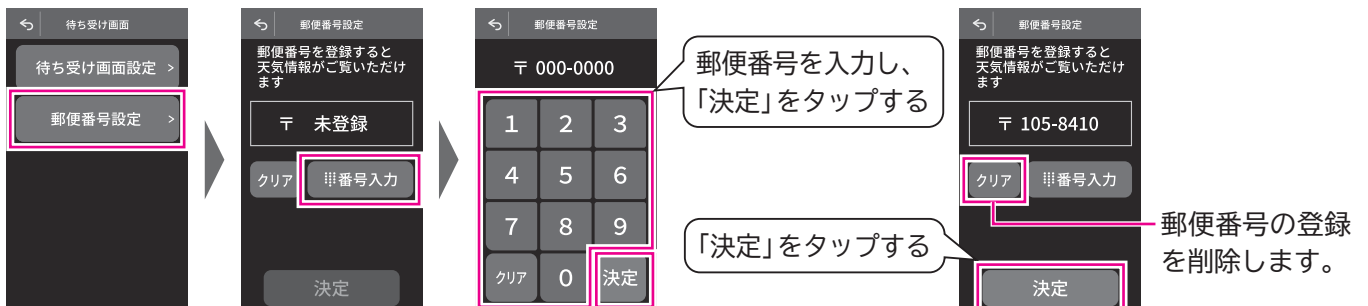 待ち受け画面
待ち受け画面設定 >
郵便番号設定 >
郵便番号設定
郵便番号を登録すると
天気情報がご覧いただけ
ます
〒 未登録
クリア
番号入力
決定
郵便番号設定
〒 000-0000
1 2 3
4 5 6
7 8 9
クリア 0 決定
郵便番号を入力し、
「決定」をタップする
郵便番号設定
郵便番号を登録すると
天気情報がご覧いただけ
ます
〒 105-8410
クリア
番号入力
郵便番号の登録
を削除します。
「決定」をタップする
決定